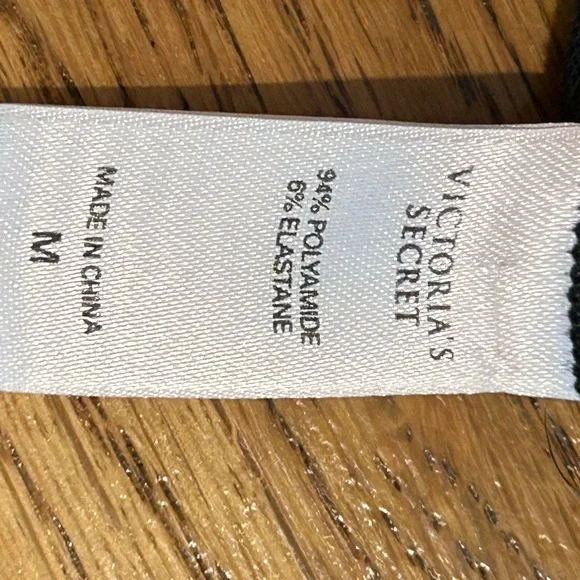 VICTORIA'S
SECRET
94% POLYAMIDE
6% ELASTANE
MADE IN CHINA
M